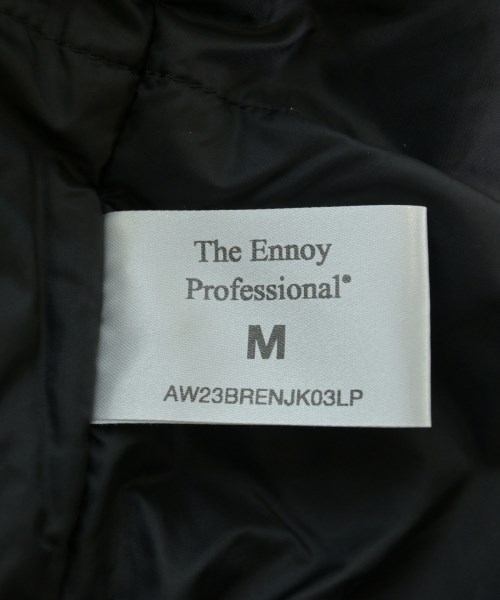 The Ennoy
Professional®
M
AW23BRENJK03LP